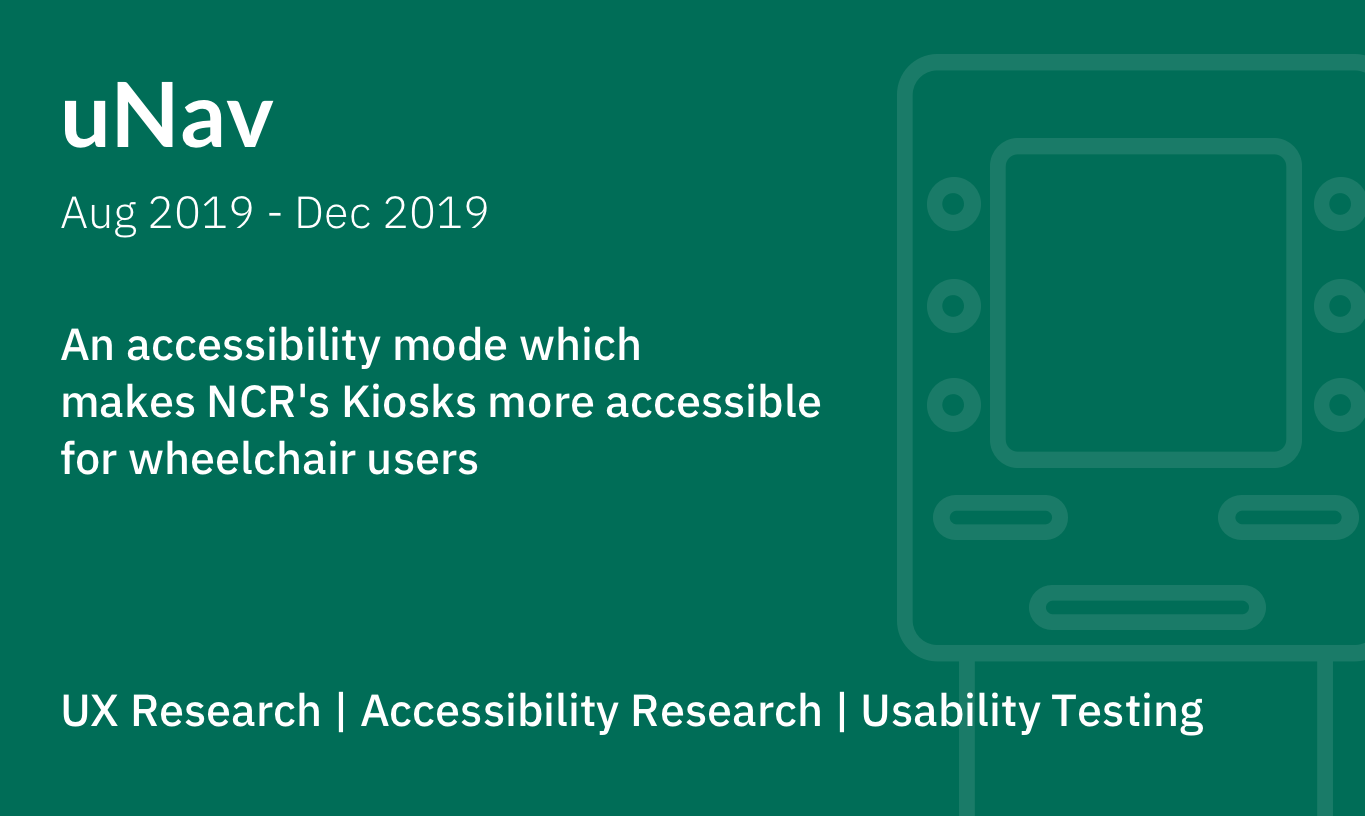 uNav
Aug 2019 - Dec 2019
An accessibility mode which
makes NCR's Kiosks more accessible
for wheelchair users
UX Research | Accessibility Research | Usability Testing